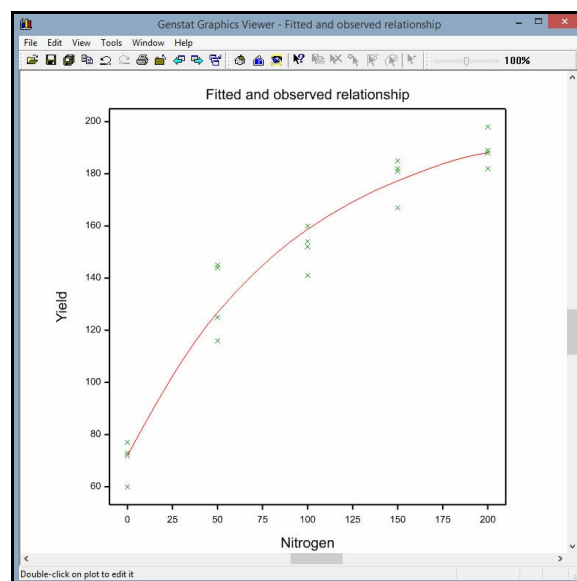 Genstat Graphics Viewer - Fitted and observed relationship
File Edit View Tools Window Help
100%
Fitted and observed relationship
200
180
160
140
120
100
80
60
Yield
0 25 50 75 100 125 150 175 200
Nitrogen
Double-click on plot to edit it